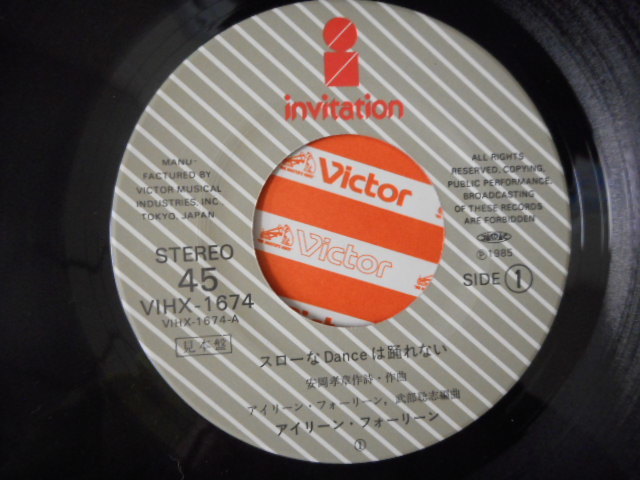 invitation
MANU-
FACTURED BY
VICTOR MUSICAL
INDUSTRIES, INC.
TOKYO, JAPAN
STEREO
45
VIHX-1674
VIHX-1674-A
見本盤
Victor
Victor
ALL RIGHTS
RESERVED. COPYING,
PUBLIC PERFORMANCE,
BROADCASTING
OF THESE RECORDS
ARE FORBIDDEN
Ⓟ1985
SIDE ①
スローなDanceは踊れない
安岡孝章作詩・作曲
アイリーン・フォーリーン, 武部聡志編曲
アイリーン・フォーリーン
①